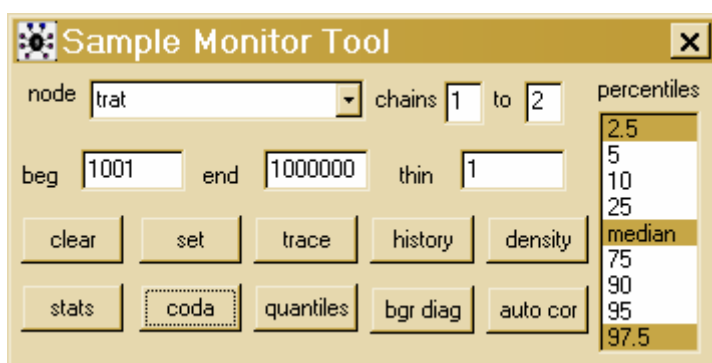 Sample Monitor Tool
node trat chains 1 to 2 percentiles
2.5
5
beg 1001 end 1000000 thin 1
10
25
clear set trace history density
median
75
90
stats coda quantiles bgr diag auto cor
95
97.5